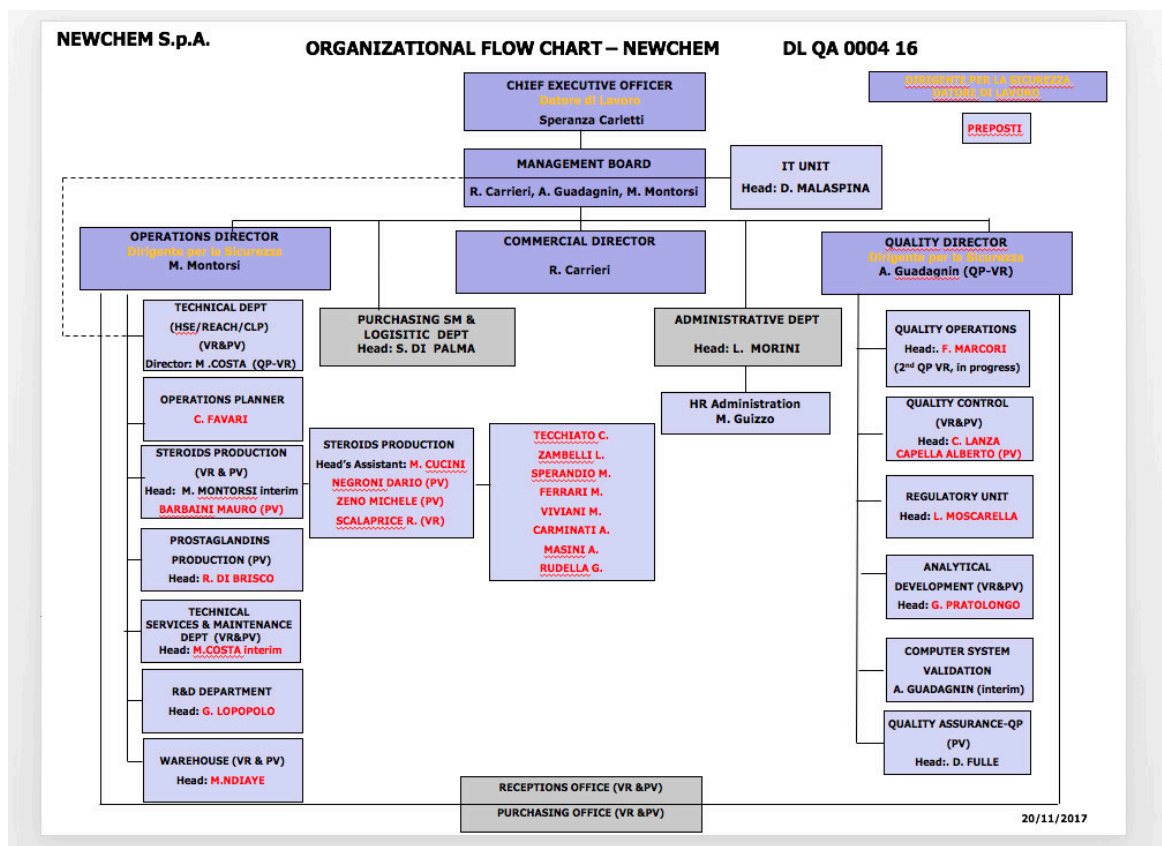 NEWCHEM S.p.A.
ORGANIZATIONAL FLOW CHART – NEWCHEM
DL QA 0004 16
CHIEF EXECUTIVE OFFICER
Datore di Lavoro
Speranza Carletti
DIRIGENTE PER LA SICUREZZA
DATORE DI LAVORO
PREPOSTI
MANAGEMENT BOARD
R. Carrieri, A. Guadagnin, M. Montorsi
IT UNIT
Head: D. MALASPINA
OPERATIONS DIRECTOR
Dirigente per la Sicurezza
M. Montorsi
COMMERCIAL DIRECTOR
R. Carrieri
QUALITY DIRECTOR
Dirigente per la Sicurezza
A. Guadagnin (QP-VR)
TECHNICAL DEPT
(HSE/REACH/CLP)
(VR&PV)
Director: M .COSTA (QP-VR)
PURCHASING SM &
LOGISITIC DEPT
Head: S. DI PALMA
ADMINISTRATIVE DEPT
Head: L. MORINI
QUALITY OPERATIONS
Head:. F. MARCORI
(2nd QP VR, in progress)
OPERATIONS PLANNER
C. FAVARI
HR Administration
M. Guizzo
QUALITY CONTROL
(VR&PV)
Head: C. LANZA
CAPELLA ALBERTO (PV)
STEROIDS PRODUCTION
(VR & PV)
Head: M. MONTORSI interim
BARBAINI MAURO (PV)
STEROIDS PRODUCTION
Head's Assistant: M. CUCINI
NEGRONI DARIO (PV)
ZENO MICHELE (PV)
SCALAPRICE R. (VR)
TECCHIATO C.
ZAMBELLI L.
SPERANDIO M.
FERRARI M.
VIVIANI M.
CARMINATI A.
MASINI A.
RUDELLA G.
REGULATORY UNIT
Head: L. MOSCARELLA
PROSTAGLANDINS
PRODUCTION (PV)
Head: R. DI BRISCO
ANALYTICAL
DEVELOPMENT (VR&PV)
Head: G. PRATOLONGO
TECHNICAL
SERVICES & MAINTENANCE
DEPT (VR&PV)
Head: M.COSTA interim
COMPUTER SYSTEM
VALIDATION
A. GUADAGNIN (interim)
R&D DEPARTMENT
Head: G. LOPOPOLO
QUALITY ASSURANCE-QP
(PV)
Head:. D. FULLE
WAREHOUSE (VR & PV)
Head: M.NDIAYE
RECEPTIONS OFFICE (VR &PV)
PURCHASING OFFICE (VR &PV)
20/11/2017